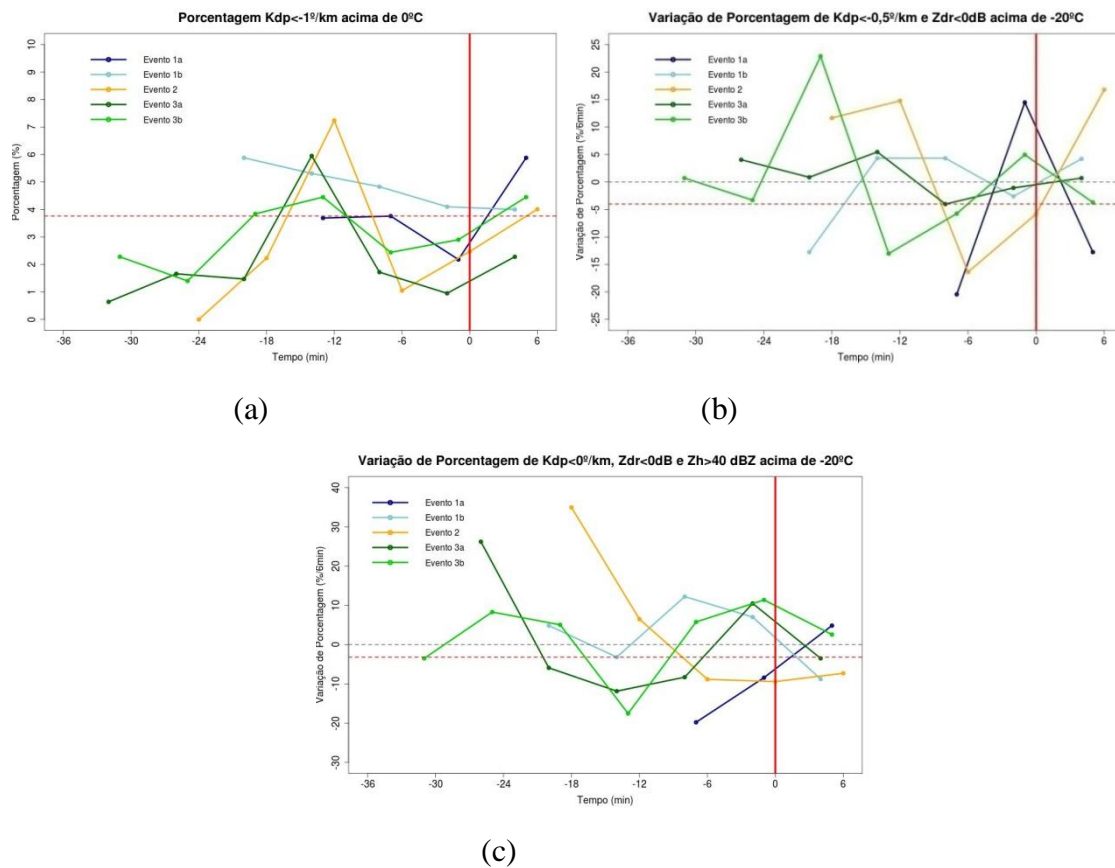 Porcentagem Kdp<-1º/km acima de 0ºC
Porcentagem (%)
10
9
8
7
6
5
4
3
2
1
0
Evento 1a
Evento 1b
Evento 2
Evento 3a
Evento 3b
-36 -30 -24 -18 -12 -6 0 6
Tempo (min)
(a)
Variação de Porcentagem de Kdp<-0,5º/km e Zdr<0dB acima de -20ºC
Variação de Porcentagem (%/6min)
25
20
15
10
5
0
-5
-10
-15
-20
-25
Evento 1a
Evento 1b
Evento 2
Evento 3a
Evento 3b
-36 -30 -24 -18 -12 -6 0 6
Tempo (min)
(b)
Variação de Porcentagem de Kdp<0º/km, Zdr<0dB e Zh>40 dBZ acima de -20ºC
Variação de Porcentagem (%/6min)
40
30
20
10
0
-10
-20
-30
Evento 1a
Evento 1b
Evento 2
Evento 3a
Evento 3b
-36 -30 -24 -18 -12 -6 0 6
Tempo (min)
(c)